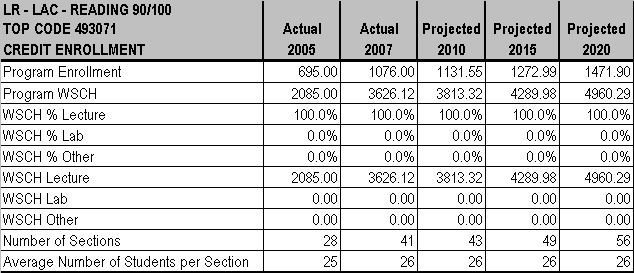 LR - LAC - READING 90/100
TOP CODE 493071 Actual Actual Projected Projected Projected
CREDIT ENROLLMENT 2005 2007 2010 2015 2020
Program Enrollment 695.00 1076.00 1131.55 1272.99 1471.90
Program WSCH 2085.00 3626.12 3813.32 4289.98 4960.29
WSCH % Lecture 100.0% 100.0% 100.0% 100.0% 100.0%
WSCH % Lab 0.0% 0.0% 0.0% 0.0% 0.0%
WSCH % Other 0.0% 0.0% 0.0% 0.0% 0.0%
WSCH Lecture 2085.00 3626.12 3813.32 4289.98 4960.29
WSCH Lab 0.00 0.00 0.00 0.00 0.00
WSCH Other 0.00 0.00 0.00 0.00 0.00
Number of Sections 28 41 43 49 56
Average Number of Students per Section 25 26 26 26 26